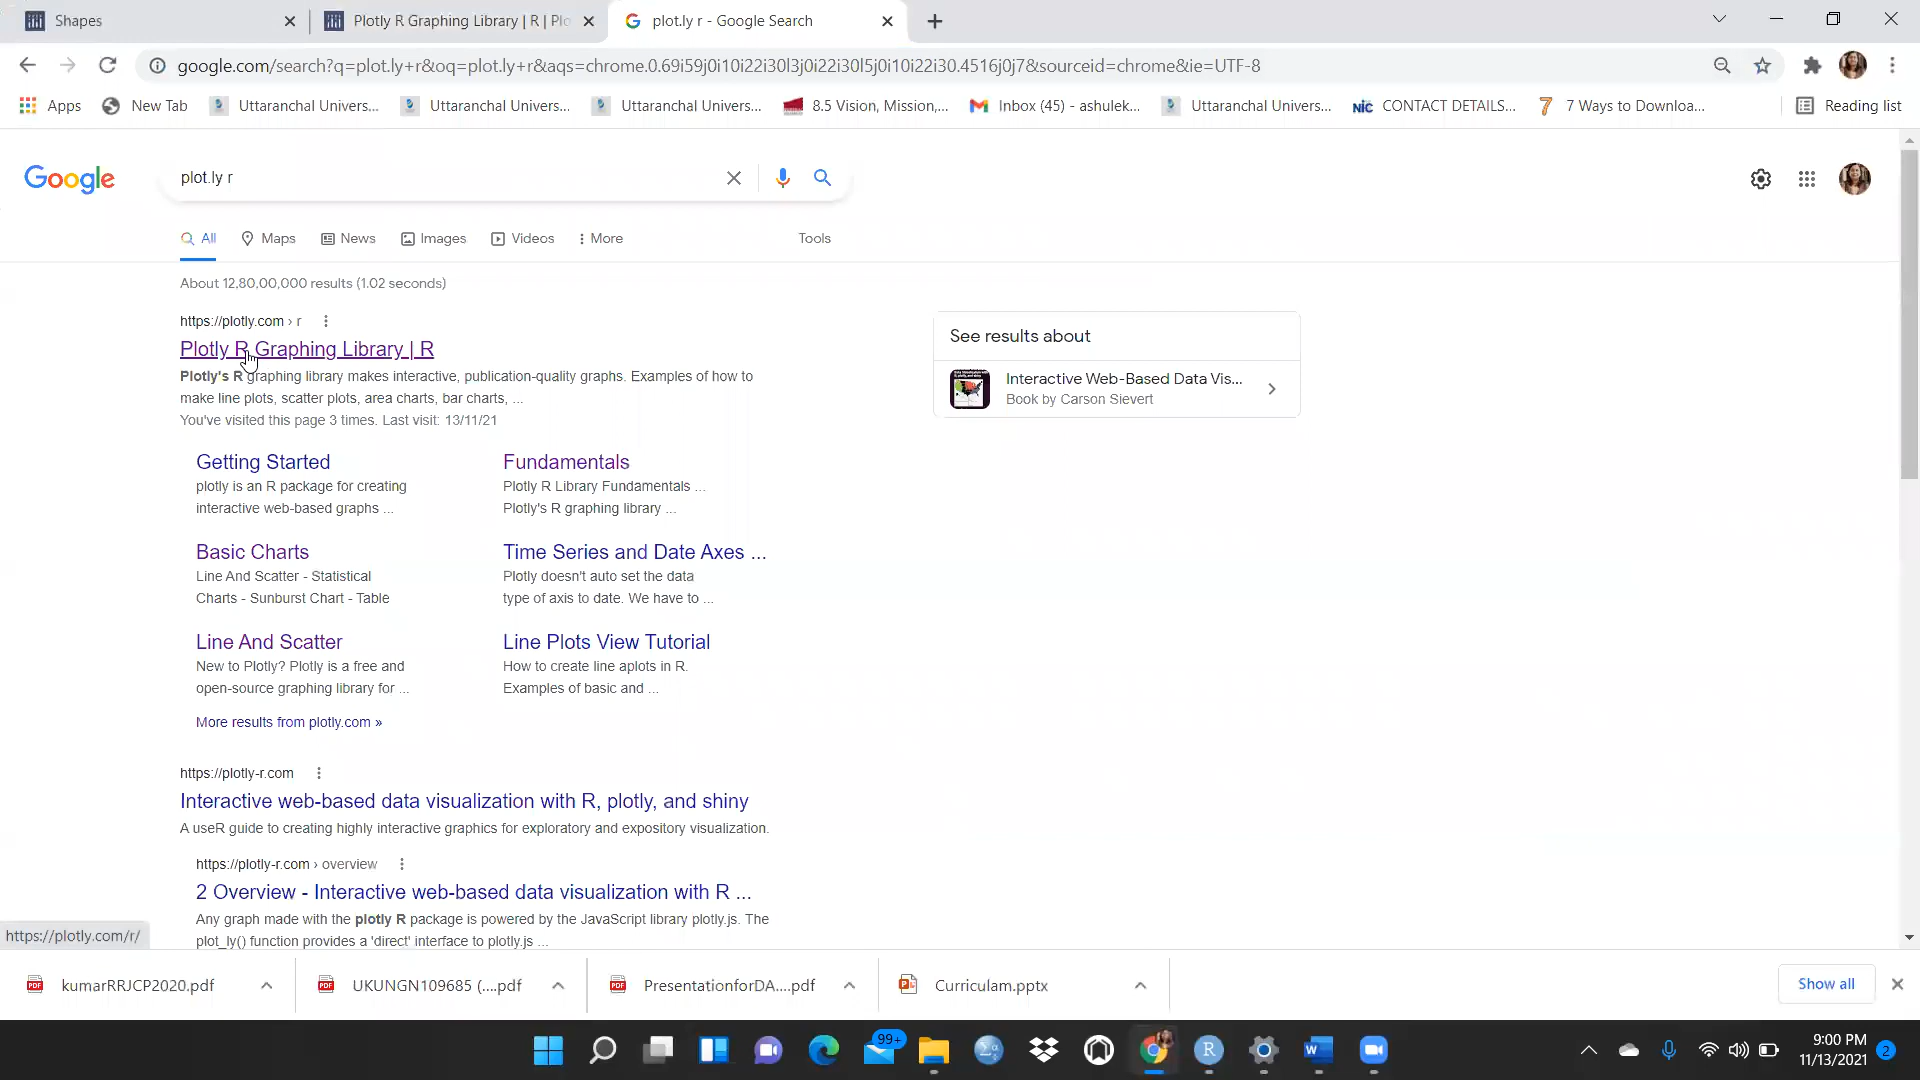 Shapes
Plotly R Graphing Library | R | Plo
plot.ly r - Google Search
google.com/search?q=plot.ly+r&oq=plot.ly+r&aqs=chrome.0.69i59j0i10i22i30l3j0i22i30l5j0i10i22i30.4516j0j7&sourceid=chrome&ie=UTF-8
Apps
New Tab
Uttaranchal Univers...
Uttaranchal Univers...
Uttaranchal Univers...
8.5 Vision, Mission,...
Inbox (45) - ashulek...
Uttaranchal Univers...
NIC CONTACT DETAILS...
7 Ways to Downloa...
Reading list
Google
plot.ly r
All
Maps
News
Images
Videos
More
Tools
About 12,80,00,000 results (1.02 seconds)
https://plotly.com › r
Plotly R Graphing Library | R
Plotly's R graphing library makes interactive, publication-quality graphs. Examples of how to
make line plots, scatter plots, area charts, bar charts, ...
You've visited this page 3 times. Last visit: 13/11/21
See results about
Interactive Web-Based Data Vis...
Book by Carson Sievert
Getting Started
plotly is an R package for creating
interactive web-based graphs ...
Fundamentals
Plotly R Library Fundamentals ...
Plotly's R graphing library ...
Basic Charts
Line And Scatter - Statistical
Charts - Sunburst Chart - Table
Time Series and Date Axes ...
Plotly doesn't auto set the data
type of axis to date. We have to ...
Line And Scatter
New to Plotly? Plotly is a free and
open-source graphing library for ...
Line Plots View Tutorial
How to create line aplots in R.
Examples of basic and ...
More results from plotly.com »
https://plotly-r.com
Interactive web-based data visualization with R, plotly, and shiny
A useR guide to creating highly interactive graphics for exploratory and expository visualization.
https://plotly-r.com › overview
2 Overview - Interactive web-based data visualization with R ...
Any graph made with the plotly R package is powered by the JavaScript library plotly.js. The
plot_ly() function provides a 'direct' interface to plotly.js ...
https://plotly.com/r/
kumarRRJCP2020.pdf
UKUNGN109685 (....pdf
PresentationforDA....pdf
Curriculam.pptx
Show all
99+
9:00 PM
11/13/2021
2